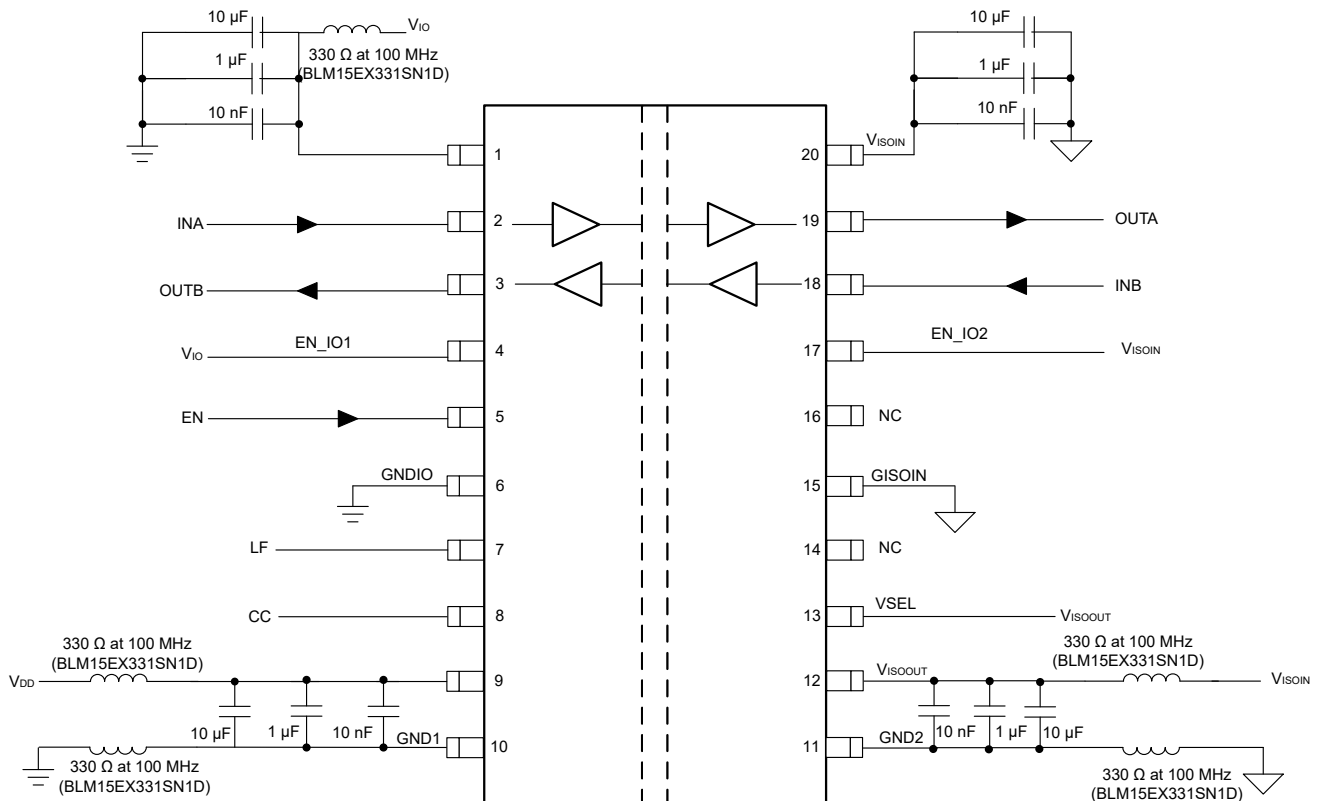 10 µF
VIO
330 Ω at 100 MHz
(BLM15EX331SN1D)
1 µF
10 nF
10 µF
1 µF
10 nF
VISOIN
1
20
INA
2
19
OUTA
OUTB
3
18
INB
VIO
EN_IO1
4
17
EN_IO2
VISOIN
EN
5
16
NC
GNDIO
6
15
GISOIN
LF
7
14
NC
CC
8
13
VSEL
VISOOUT
330 Ω at 100 MHz
(BLM15EX331SN1D)
VDD
9
10 µF
1 µF
10 nF
GND1
10
330 Ω at 100 MHz
(BLM15EX331SN1D)
330 Ω at 100 MHz
(BLM15EX331SN1D)
12
VISOOUT
VISOIN
10 nF
1 µF
10 µF
11
GND2
330 Ω at 100 MHz
(BLM15EX331SN1D)